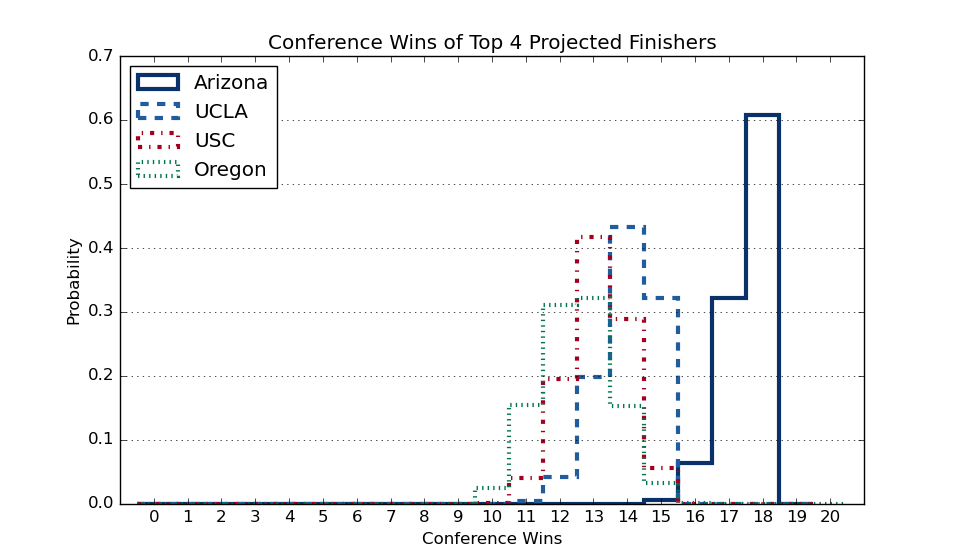 Conference Wins of Top 4 Projected Finishers
0.7
0.6
0.5
0.4
0.3
0.2
0.1
0.0
Probability
Arizona
UCLA
USC
Oregon
0 1 2 3 4 5 6 7 8 9 10 11 12 13 14 15 16 17 18 19 20
Conference Wins